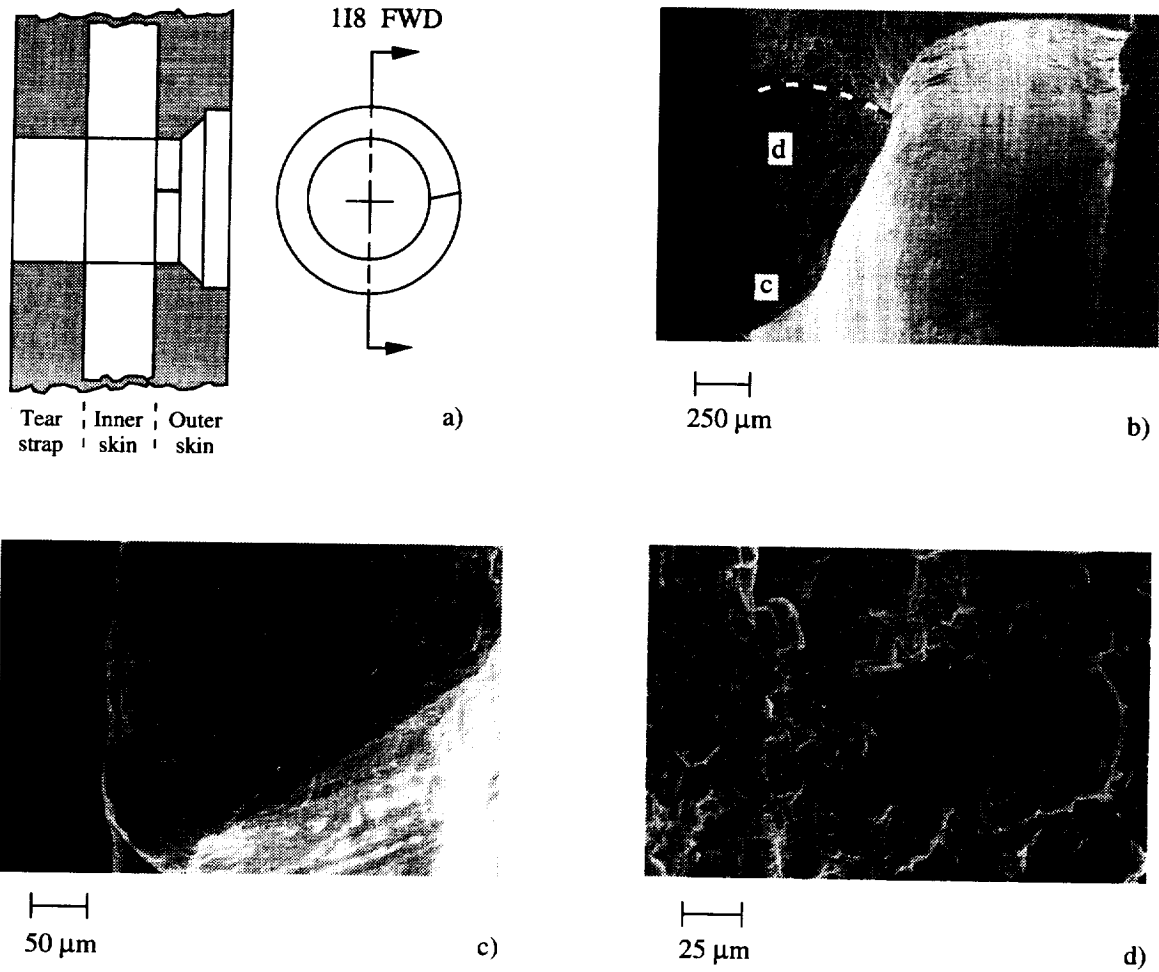 1I8 FWD
Tear strap
Inner skin
Outer skin
a)
d
c
250 µm
b)
50 µm
c)
25 µm
d)